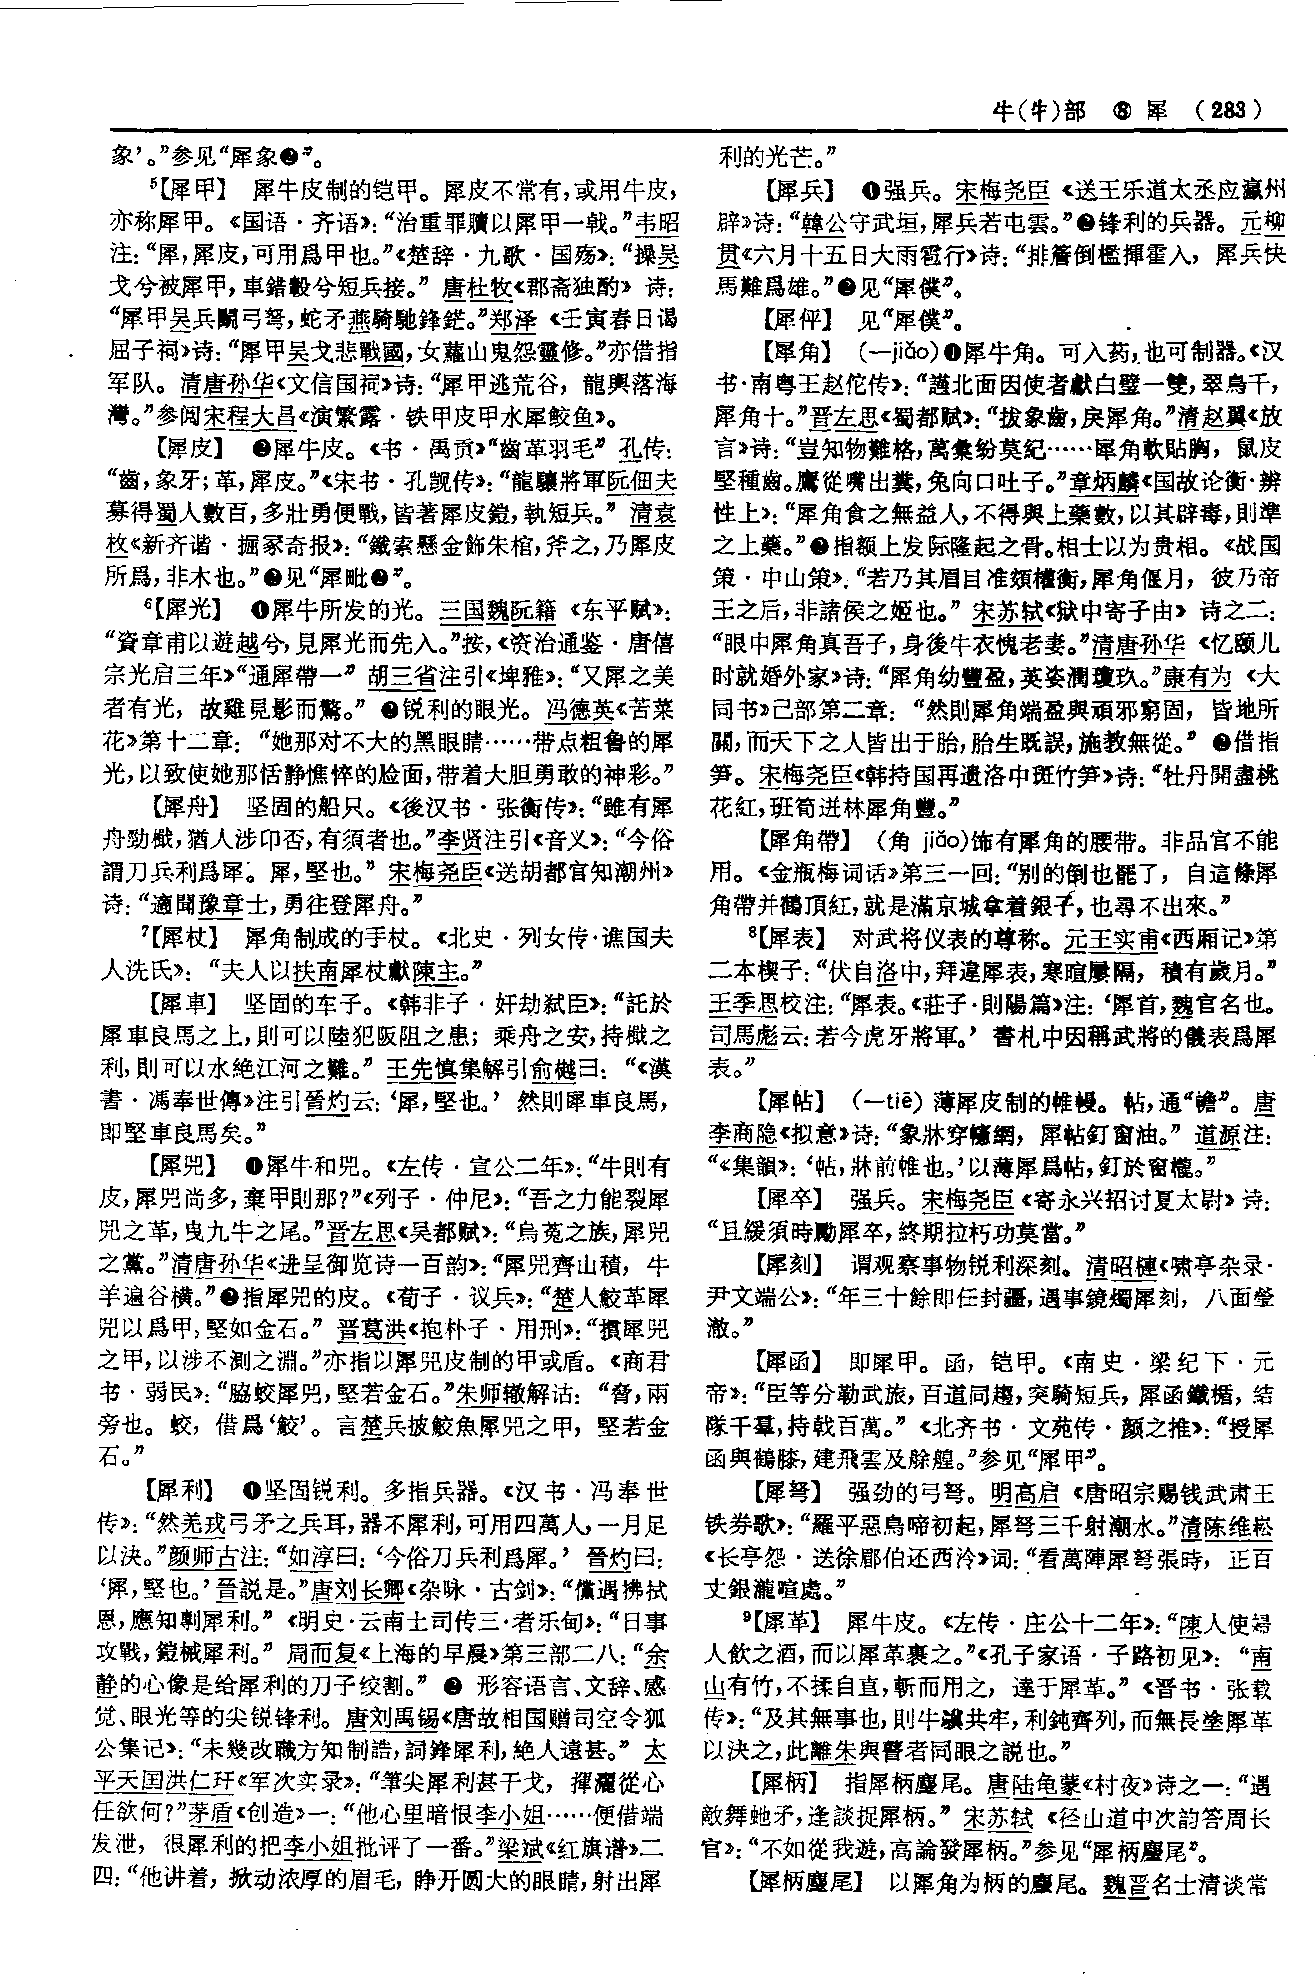 牛(牜)部 ⑧ 犀 (283)
象’。”参见“犀象❷”。
⁵【犀甲】 犀牛皮制的铠甲。犀皮不常有，或用牛皮，
亦称犀甲。《国语·齐语》：“治重罪贖以犀甲一戟。”韦昭
注：“犀，犀皮，可用爲甲也。”《楚辞·九歌·国殇》：“操吴
戈兮被犀甲，車錯轂兮短兵接。” 唐杜牧《郡斋独酌》诗：
“犀甲吴兵鬭弓弩，蛇矛燕騎馳鋒鋩。”郑泽《壬寅春日谒
屈子祠》诗：“犀甲吴戈悲戰國，女蘿山鬼怨靈修。”亦借指
军队。清唐孙华《文信国祠》诗：“犀甲逃荒谷，龍輿落海
灣。”参阅宋程大昌《演繁露·铁甲皮甲水犀鲛鱼》。
【犀皮】 ❶犀牛皮。《书·禹贡》“齒革羽毛” 孔传：
“齒，象牙；革，犀皮。”《宋书·孔觊传》：“龍驤將軍阮佃夫
募得蜀人數百，多壯勇便戰，皆著犀皮鎧，執短兵。” 清袁
枚《新齐谐·掘冢奇报》：“鐵索懸金飾朱棺，斧之，乃犀皮
所爲，非木也。”❷见“犀毗❷”。
⁶【犀光】 ❶犀牛所发的光。三国魏阮籍《东平赋》：
“資章甫以遊越兮，見犀光而先入。”按，《资治通鉴·唐僖
宗光启三年》“通犀帶一” 胡三省注引《埤雅》：“又犀之美
者有光，故雞見影而驚。” ❷锐利的眼光。冯德英《苦菜
花》第十二章：“她那对不大的黑眼睛……带点粗鲁的犀
光，以致使她那恬静憔悴的脸面，带着大胆勇敢的神彩。”
【犀舟】 坚固的船只。《後汉书·张衡传》：“雖有犀
舟勁檝，猶人涉卬否，有須者也。”李贤注引《音义》：“今俗
謂刀兵利爲犀。犀，堅也。” 宋梅尧臣《送胡都官知潮州》
诗：“適聞豫章士，勇往登犀舟。”
⁷【犀杖】 犀角制成的手杖。《北史·列女传·谯国夫
人洗氏》：“夫人以扶南犀杖獻陳主。”
【犀車】 坚固的车子。《韩非子·奸劫弑臣》：“託於
犀車良馬之上，則可以陸犯阪阻之患；乘舟之安，持檝之
利，則可以水絶江河之難。” 王先慎集解引俞樾曰：“《漢
書·馮奉世傳》注引晉灼云：‘犀，堅也。’然則犀車良馬，
即堅車良馬矣。”
【犀兕】 ❶犀牛和兕。《左传·宣公二年》：“牛則有
皮，犀兕尚多，棄甲則那？”《列子·仲尼》：“吾之力能裂犀
兕之革，曳九牛之尾。”晋左思《吴都赋》：“烏菟之族，犀兕
之黨。”清唐孙华《进呈御览诗一百韵》：“犀兕齊山積，牛
羊遍谷横。”❷指犀兕的皮。《荀子·议兵》：“楚人鮫革犀
兕以爲甲，堅如金石。” 晋葛洪《抱朴子·用刑》：“損犀兕
之甲，以涉不測之淵。”亦指以犀兕皮制的甲或盾。《商君
书·弱民》：“脇蛟犀兕，堅若金石。”朱师辙解诂：“脅，兩
旁也。蛟，借爲‘鮫’。言楚兵披鮫魚犀兕之甲，堅若金
石。”
【犀利】 ❶坚固锐利。多指兵器。《汉书·冯奉世
传》：“然羌戎弓矛之兵耳，器不犀利，可用四萬人，一月足
以決。”颜师古注：“如淳曰：‘今俗刀兵利爲犀。’ 晉灼曰：
‘犀，堅也。’晉説是。”唐刘长卿《杂咏·古剑》：“儻遇拂拭
恩，應知剸犀利。” 《明史·云南土司传三·者乐甸》：“日事
攻戰，鎧械犀利。” 周而复《上海的早晨》第三部二八：“余
静的心像是给犀利的刀子绞割。” ❷ 形容语言、文辞、感
觉、眼光等的尖锐锋利。唐刘禹锡《唐故相国赠司空令狐
公集记》：“未幾改職方知制誥，詞鋒犀利，絶人遠甚。” 太
平天囯洪仁玕《军次实录》：“筆尖犀利甚干戈，揮灑從心
任欲何？”茅盾《创造》一：“他心里暗恨李小姐……便借端
发泄，很犀利的把李小姐批评了一番。”梁斌《红旗谱》二
四：“他讲着，掀动浓厚的眉毛，睁开圆大的眼睛，射出犀
利的光芒。”
【犀兵】 ❶强兵。宋梅尧臣《送王乐道太丞应瀛州
辟》诗：“韓公守武垣，犀兵若屯雲。”❷锋利的兵器。元柳
贯《六月十五日大雨雹行》诗：“排簷倒檻揮霍入，犀兵快
馬難爲雄。”❸见“犀僕”。
【犀伻】 见“犀僕”。
【犀角】 (—jiǎo)❶犀牛角。可入药，也可制器。《汉
书·南粤王赵佗传》：“謹北面因使者獻白璧一雙，翠鳥千，
犀角十。”晋左思《蜀都赋》：“拔象齒，戾犀角。”清赵翼《放
言》诗：“豈知物難格，萬彙紛莫紀……犀角軟貼胸，鼠皮
堅種齒。鷹從嘴出糞，兔向口吐子。”章炳麟《国故论衡·辨
性上》：“犀角食之無益人，不得與上藥數，以其辟毒，則準
之上藥。”❷指额上发际隆起之骨。相士以为贵相。《战国
策·中山策》：“若乃其眉目准頞權衡，犀角偃月，彼乃帝
王之后，非諸侯之姬也。” 宋苏轼《狱中寄子由》诗之二：
“眼中犀角真吾子，身後牛衣愧老妻。”清唐孙华《忆颐儿
时就婚外家》诗：“犀角幼豐盈，英姿潤瓊玖。”康有为《大
同书》己部第二章：“然則犀角端盈與頑邪窮固，皆地所
關，而天下之人皆出于胎，胎生既誤，施教無從。” ❸借指
笋。宋梅尧臣《韩持国再遗洛中斑竹笋》诗：“牡丹開盡桃
花紅，班筍迸林犀角豐。”
【犀角帶】 (角 jiǎo)饰有犀角的腰带。非品官不能
用。《金瓶梅词话》第三一回：“别的倒也罷了，自這條犀
角帶并鶴頂紅，就是滿京城拿着銀子，也尋不出來。”
⁸【犀表】 对武将仪表的尊称。元王实甫《西厢记》第
二本楔子：“伏自洛中，拜違犀表，寒暄屢隔，積有歲月。”
王季思校注：“犀表。《莊子·則陽篇》注：‘犀首，魏官名也。
司馬彪云：若今虎牙將軍。’書札中因稱武將的儀表爲犀
表。”
【犀帖】 (—tiē) 薄犀皮制的帷幔。帖，通“幨”。唐
李商隐《拟意》诗：“象牀穿幰網，犀帖釘窗油。” 道源注：
“《集韻》：‘帖，牀前帷也。’以薄犀爲帖，釘於窗櫳。”
【犀卒】 强兵。宋梅尧臣《寄永兴招讨夏太尉》诗：
“且緩須時勵犀卒，終期拉朽功莫當。”
【犀刻】 谓观察事物锐利深刻。清昭槤《啸亭杂录·
尹文端公》：“年三十餘即任封疆，遇事鏡燭犀刻，八面瑩
澈。”
【犀函】 即犀甲。函，铠甲。《南史·梁纪下·元
帝》：“臣等分勒武旅，百道同趨，突騎短兵，犀函鐵楯，結
隊千羣，持戟百萬。” 《北齐书·文苑传·颜之推》：“授犀
函與鶴膝，建飛雲及艅艎。”参见“犀甲”。
【犀弩】 强劲的弓弩。明高启《唐昭宗赐钱武肃王
铁券歌》：“羅平惡鳥啼初起，犀弩三千射潮水。”清陈维崧
《长亭怨·送徐郡伯还西泠》词：“看萬陣犀弩張時，正百
丈銀瀧喧處。”
⁹【犀革】 犀牛皮。《左传·庄公十二年》：“陳人使婦
人飲之酒，而以犀革裹之。”《孔子家语·子路初见》：“南
山有竹，不揉自直，斬而用之，達于犀革。” 《晋书·张载
传》：“及其無事也，則牛驥共牢，利鈍齊列，而無長塗犀革
以決之，此離朱與瞽者同眼之説也。”
【犀柄】 指犀柄麈尾。唐陆龟蒙《村夜》诗之一：“遇
敵舞虵矛，逢談捉犀柄。” 宋苏轼《径山道中次韵答周长
官》：“不如從我遊，高論發犀柄。”参见“犀柄麈尾”。
【犀柄麈尾】 以犀角为柄的麈尾。魏晋名士清谈常